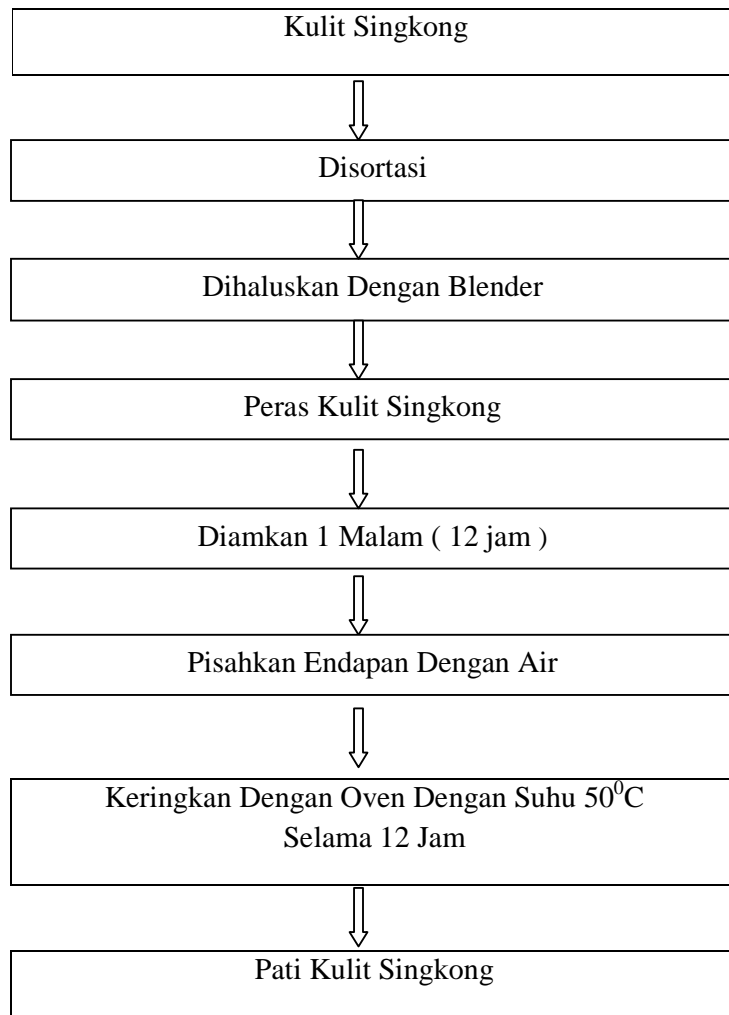 Kulit Singkong
Disortasi
Dihaluskan Dengan Blender
Peras Kulit Singkong
Diamkan 1 Malam ( 12 jam )
Pisahkan Endapan Dengan Air
Keringkan Dengan Oven Dengan Suhu 50⁰C
Selama 12 Jam
Pati Kulit Singkong